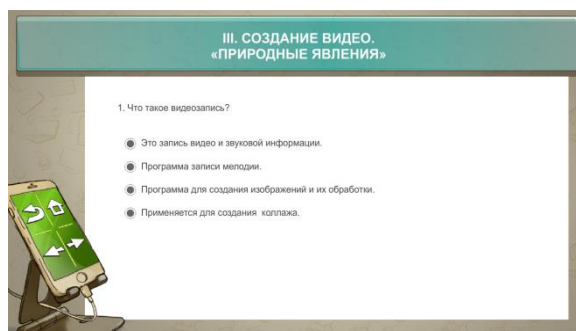 III. СОЗДАНИЕ ВИДЕО.
«ПРИРОДНЫЕ ЯВЛЕНИЯ»
1. Что такое видеозапись?
Это запись видео и звуковой информации.
Программа записи мелодии.
Программа для создания изображений и их обработки.
Применяется для создания коллажа.